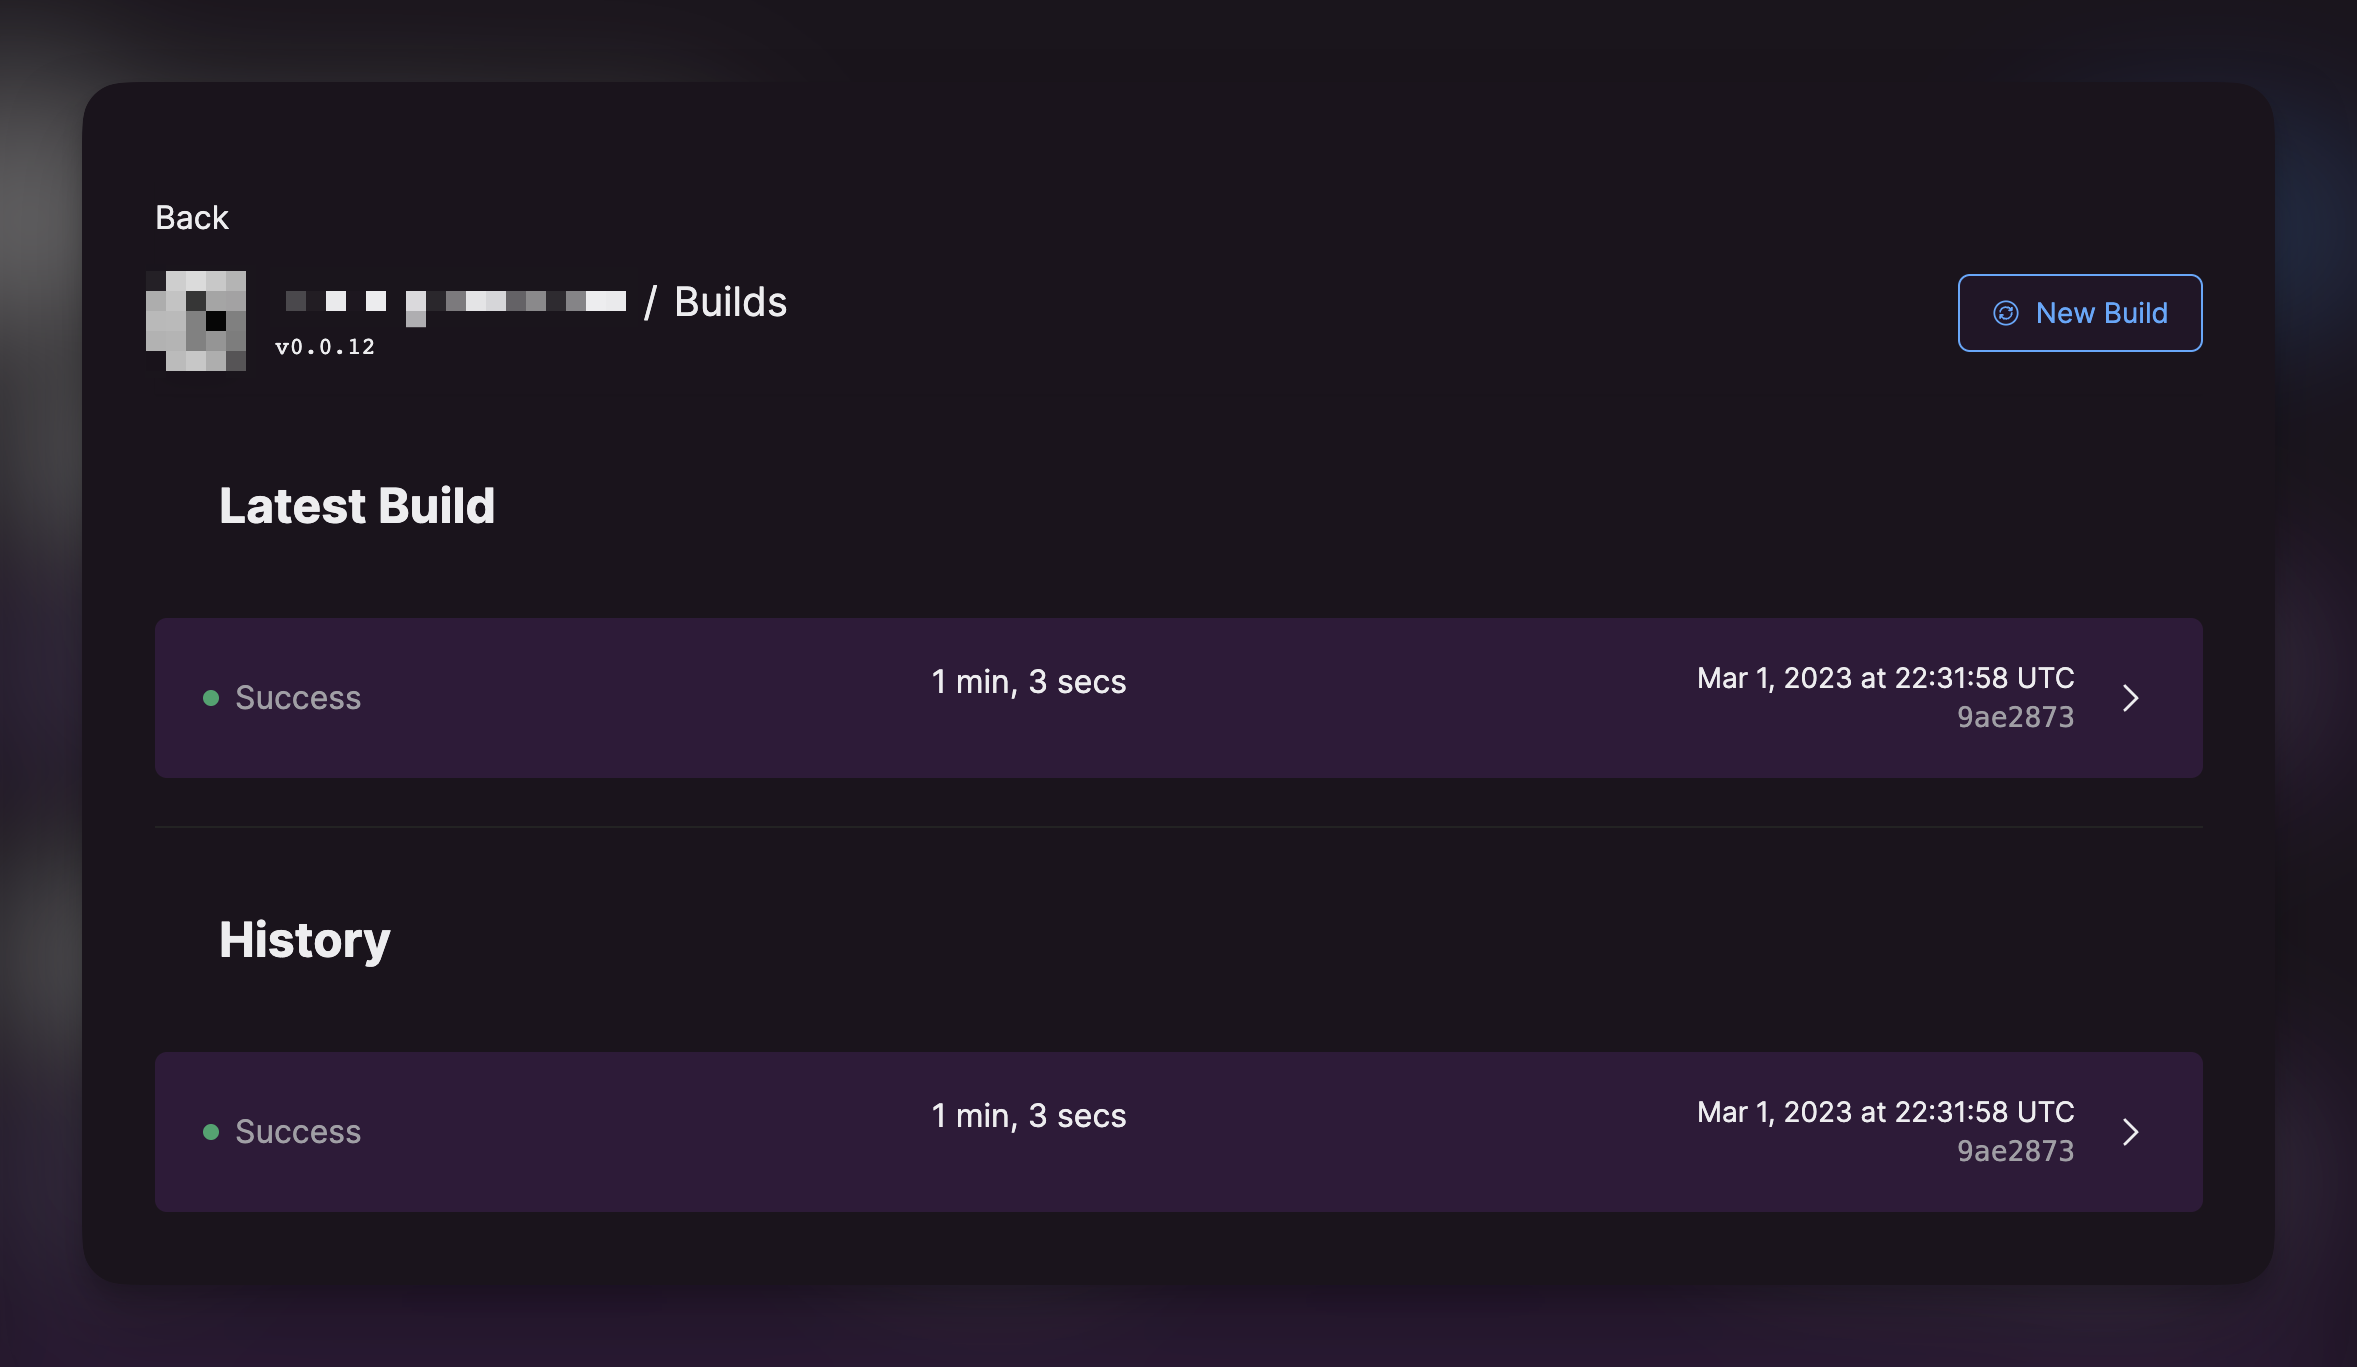 Back
/ Builds
v0.0.12
New Build
Latest Build
Success
1 min, 3 secs
Mar 1, 2023 at 22:31:58 UTC
9ae2873
History
Success
1 min, 3 secs
Mar 1, 2023 at 22:31:58 UTC
9ae2873